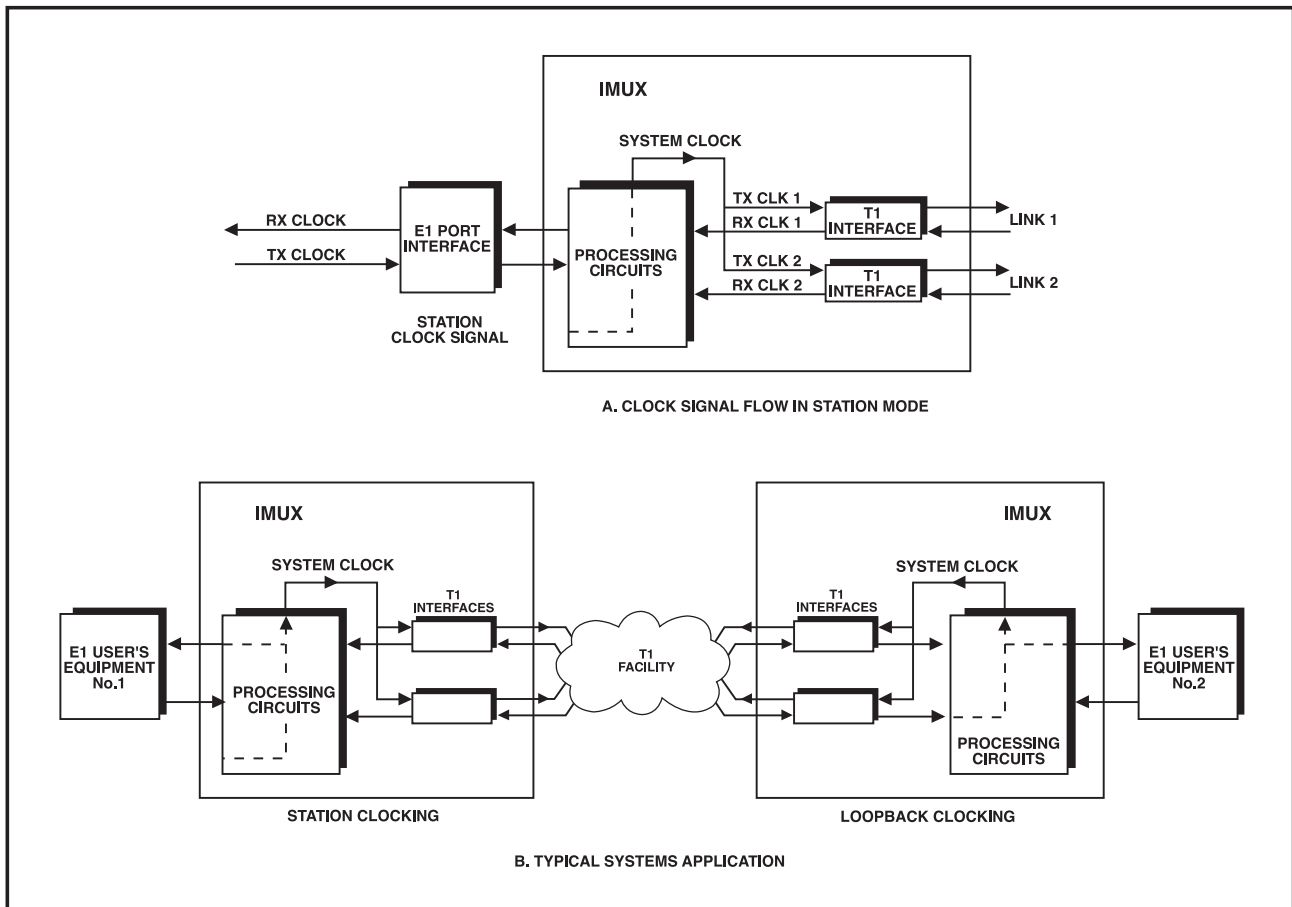 IMUX
SYSTEM CLOCK
TX CLK 1
RX CLOCK
RX CLK 1
T1
INTERFACE
LINK 1
E1 PORT
INTERFACE
TX CLOCK
PROCESSING
CIRCUITS
TX CLK 2
RX CLK 2
T1
INTERFACE
LINK 2
STATION
CLOCK SIGNAL
A. CLOCK SIGNAL FLOW IN STATION MODE
IMUX
SYSTEM CLOCK
T1
INTERFACES
E1 USER'S
EQUIPMENT
No.1
PROCESSING
CIRCUITS
STATION CLOCKING
T1
FACILITY
IMUX
SYSTEM CLOCK
T1
INTERFACES
E1 USER'S
EQUIPMENT
No.2
PROCESSING
CIRCUITS
LOOPBACK CLOCKING
B. TYPICAL SYSTEMS APPLICATION